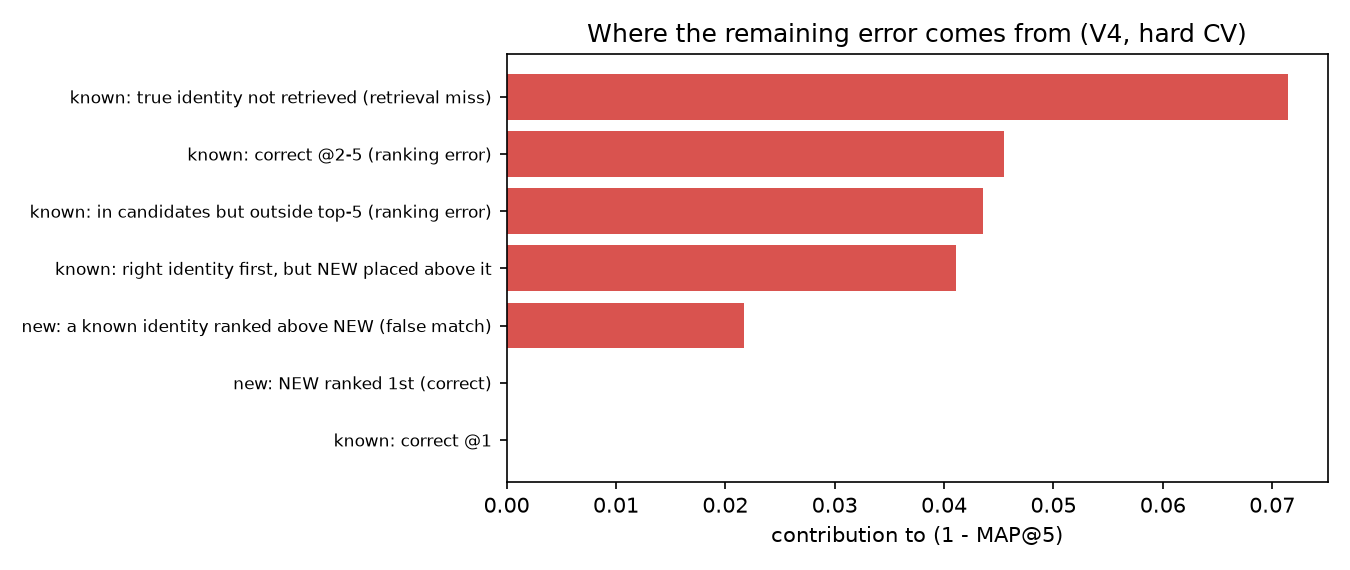 Where the remaining error comes from (V4, hard CV)
known: true identity not retrieved (retrieval miss)
known: correct @2-5 (ranking error)
known: in candidates but outside top-5 (ranking error)
known: right identity first, but NEW placed above it
new: a known identity ranked above NEW (false match)
new: NEW ranked 1st (correct)
known: correct @1
0.00 0.01 0.02 0.03 0.04 0.05 0.06 0.07
contribution to (1 - MAP@5)